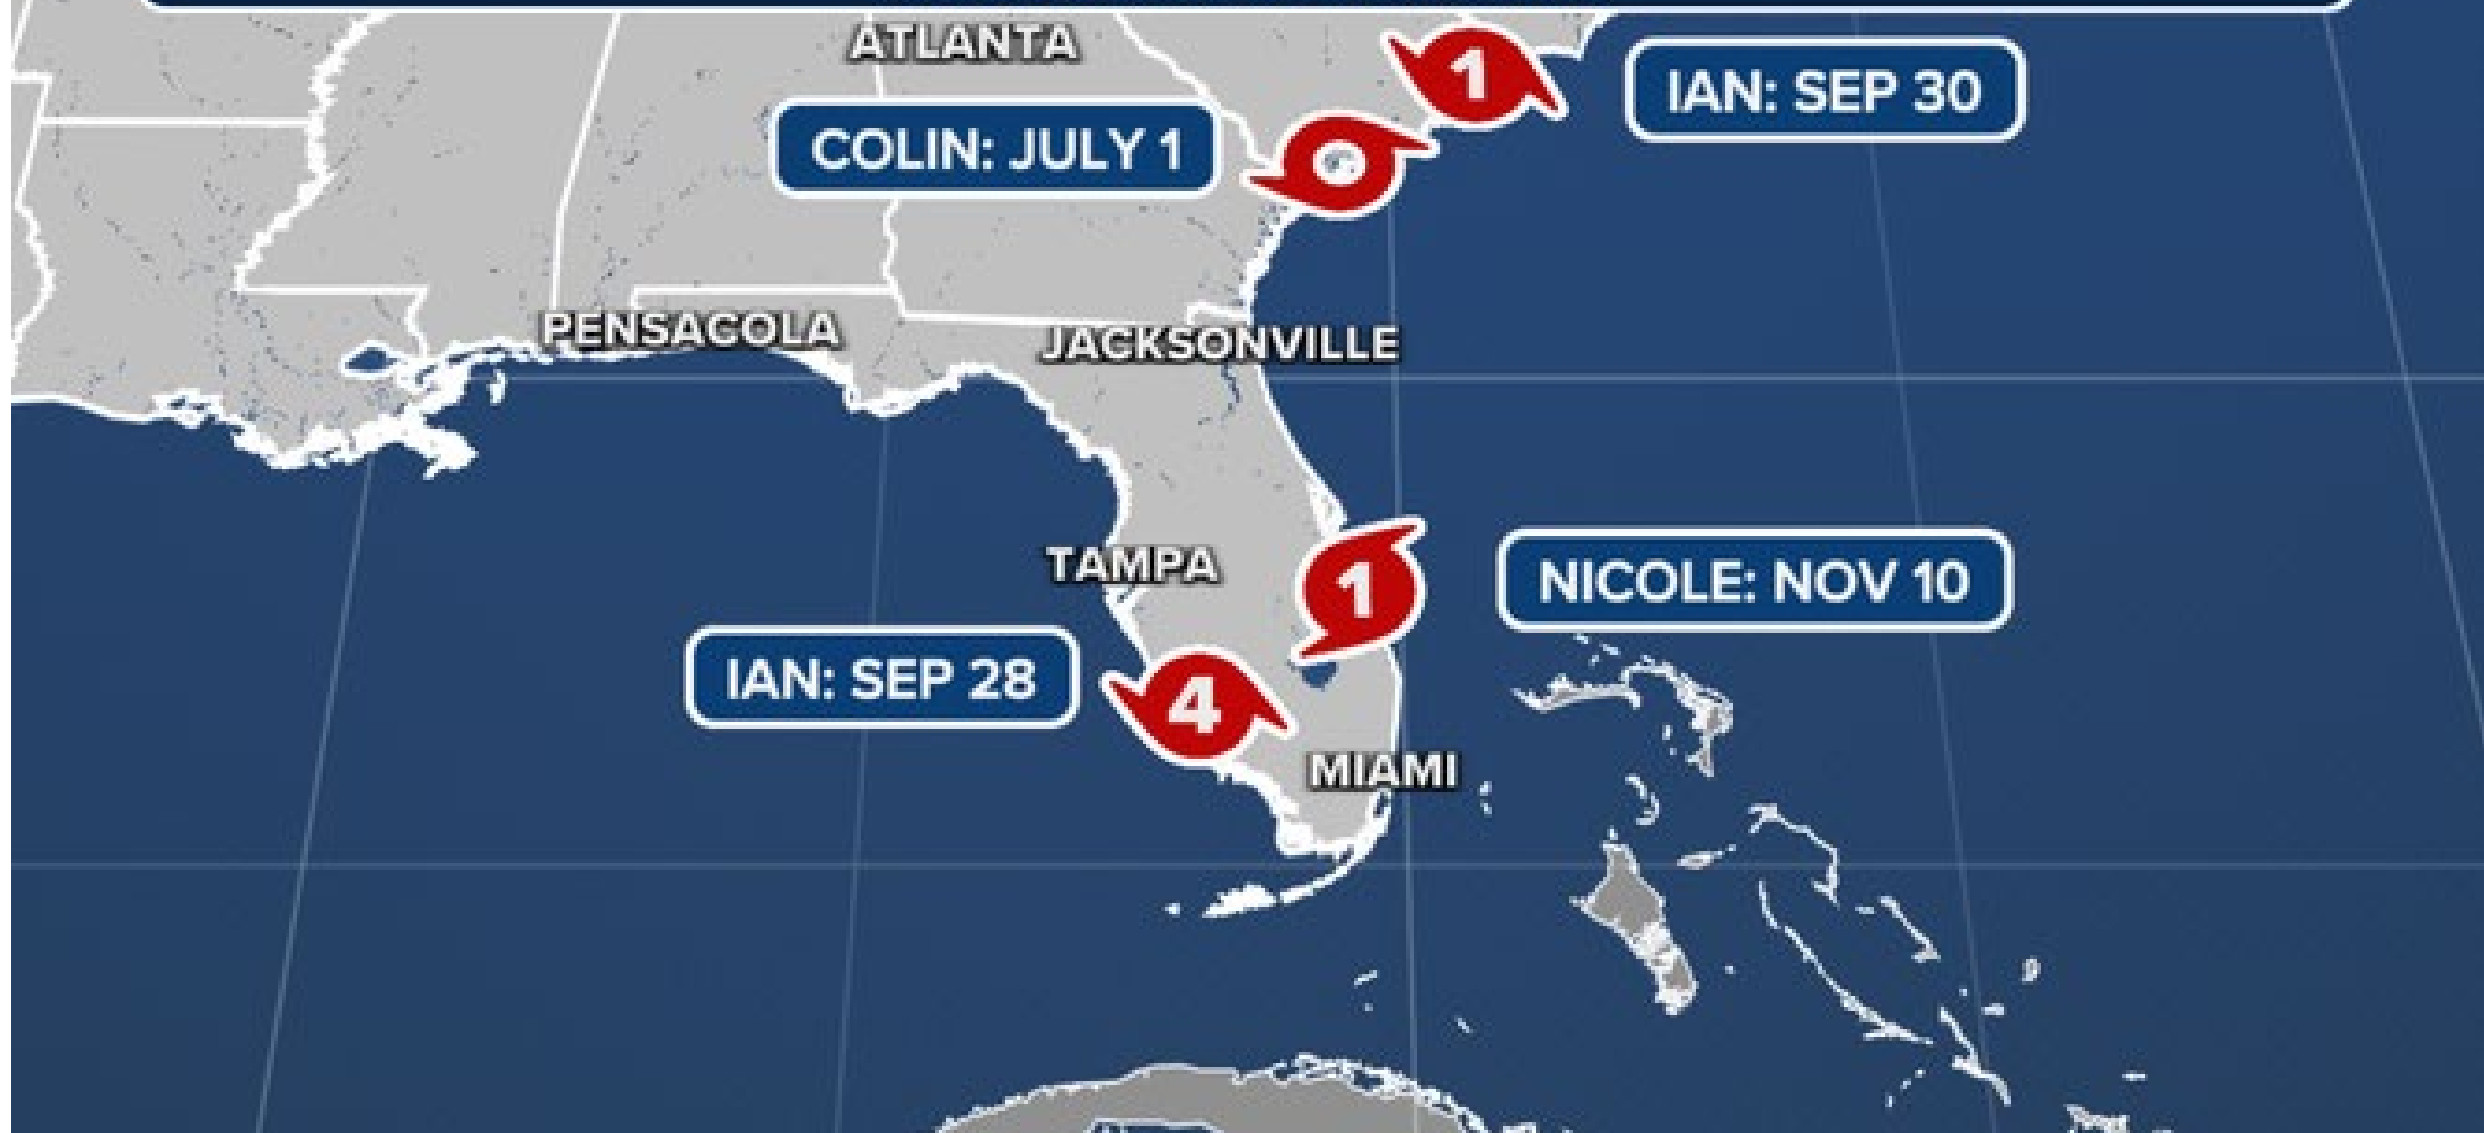 ATLANTA
1
IAN: SEP 30
COLIN: JULY 1
PENSACOLA
JACKSONVILLE
TAMPA
1
NICOLE: NOV 10
IAN: SEP 28
4
MIAMI